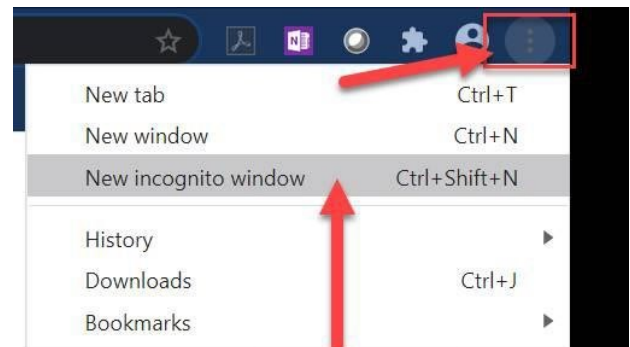 N
New tab Ctrl+T
New window Ctrl+N
New incognito window Ctrl+Shift+N
History
Downloads Ctrl+J
Bookmarks